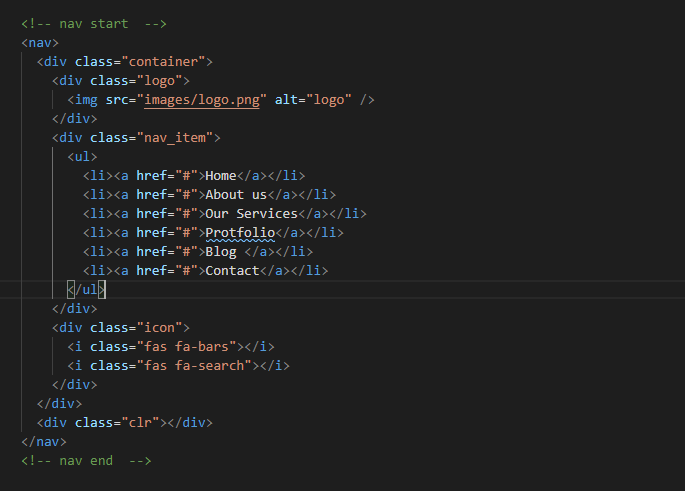 <!-- nav start  -->
<nav>
<div class="container">
<div class="logo">
<img src="images/logo.png" alt="logo" />
</div>
<div class="nav_item">
<ul>
<li><a href="#">Home</a></li>
<li><a href="#">About us</a></li>
<li><a href="#">Our Services</a></li>
<li><a href="#">Protfolio</a></li>
<li><a href="#">Blog </a></li>
<li><a href="#">Contact</a></li>
</ul>
</div>
<div class="icon">
<i class="fas fa-bars"></i>
<i class="fas fa-search"></i>
</div>
</div>
<div class="clr"></div>
</nav>
<!-- nav end  -->